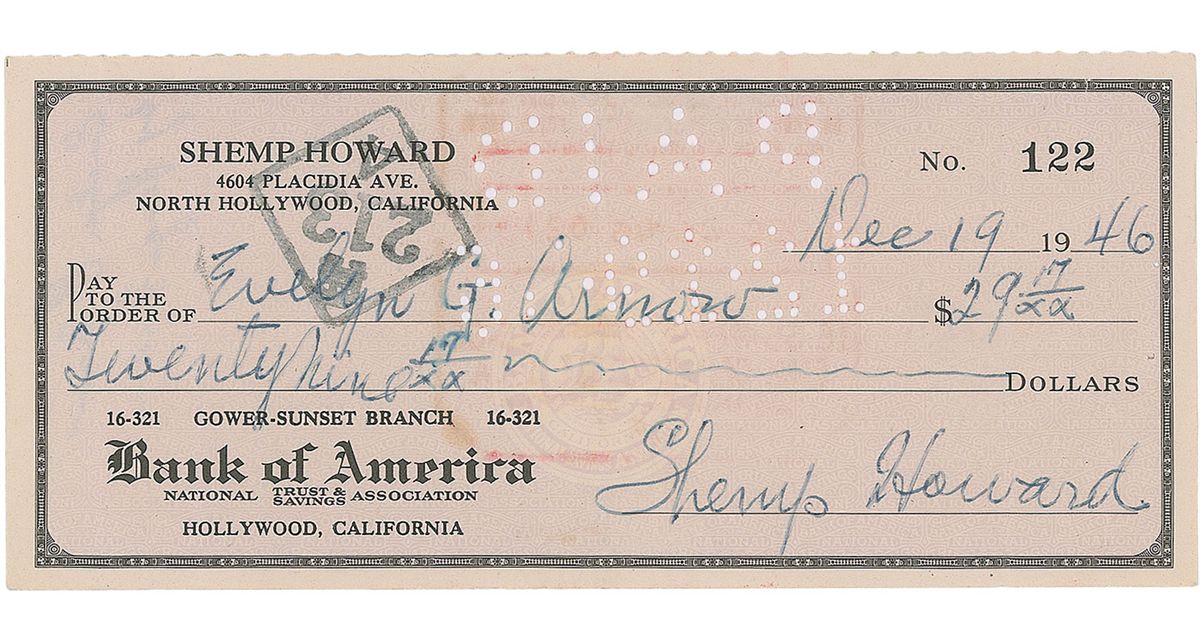 SHEMP HOWARD
4604 PLACIDIA AVE.
NORTH HOLLYWOOD, CALIFORNIA
No. 122
Dec 19 1946
PAY TO THE ORDER OF Evelyn G. Arnow $29 17/xx
Twenty nine 17/xx DOLLARS
16-321 GOWER-SUNSET BRANCH 16-321
Bank of America
NATIONAL TRUST & SAVINGS ASSOCIATION
HOLLYWOOD, CALIFORNIA
Shemp Howard
213